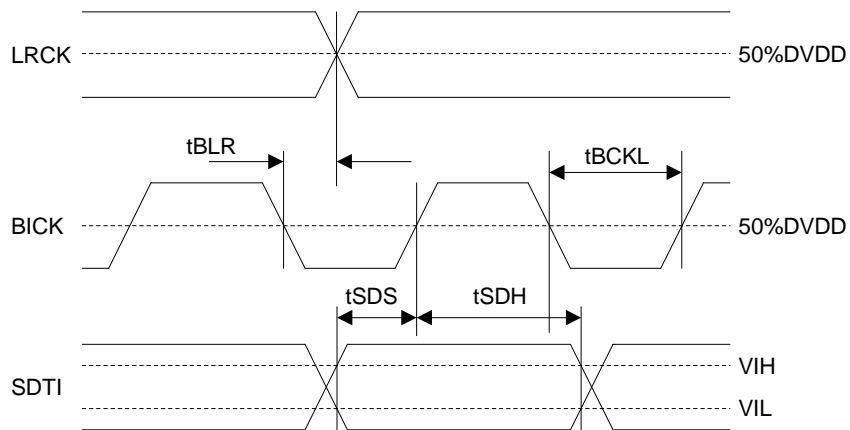 LRCK
50%DVDD
tBLR
tBCKL
BICK
50%DVDD
tSDS
tSDH
VIH
SDTI
VIL